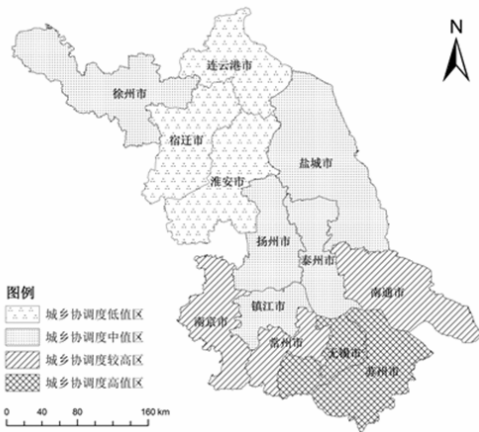 N
连云港市
徐州市
宿迁市
盐城市
淮安市
扬州市
泰州市
图例
城乡协调度低值区
城乡协调度中值区
城乡协调度较高区
城乡协调度高值区
南京市
镇江市
南通市
常州市
无锡市
苏州市
0 40 80 160 km